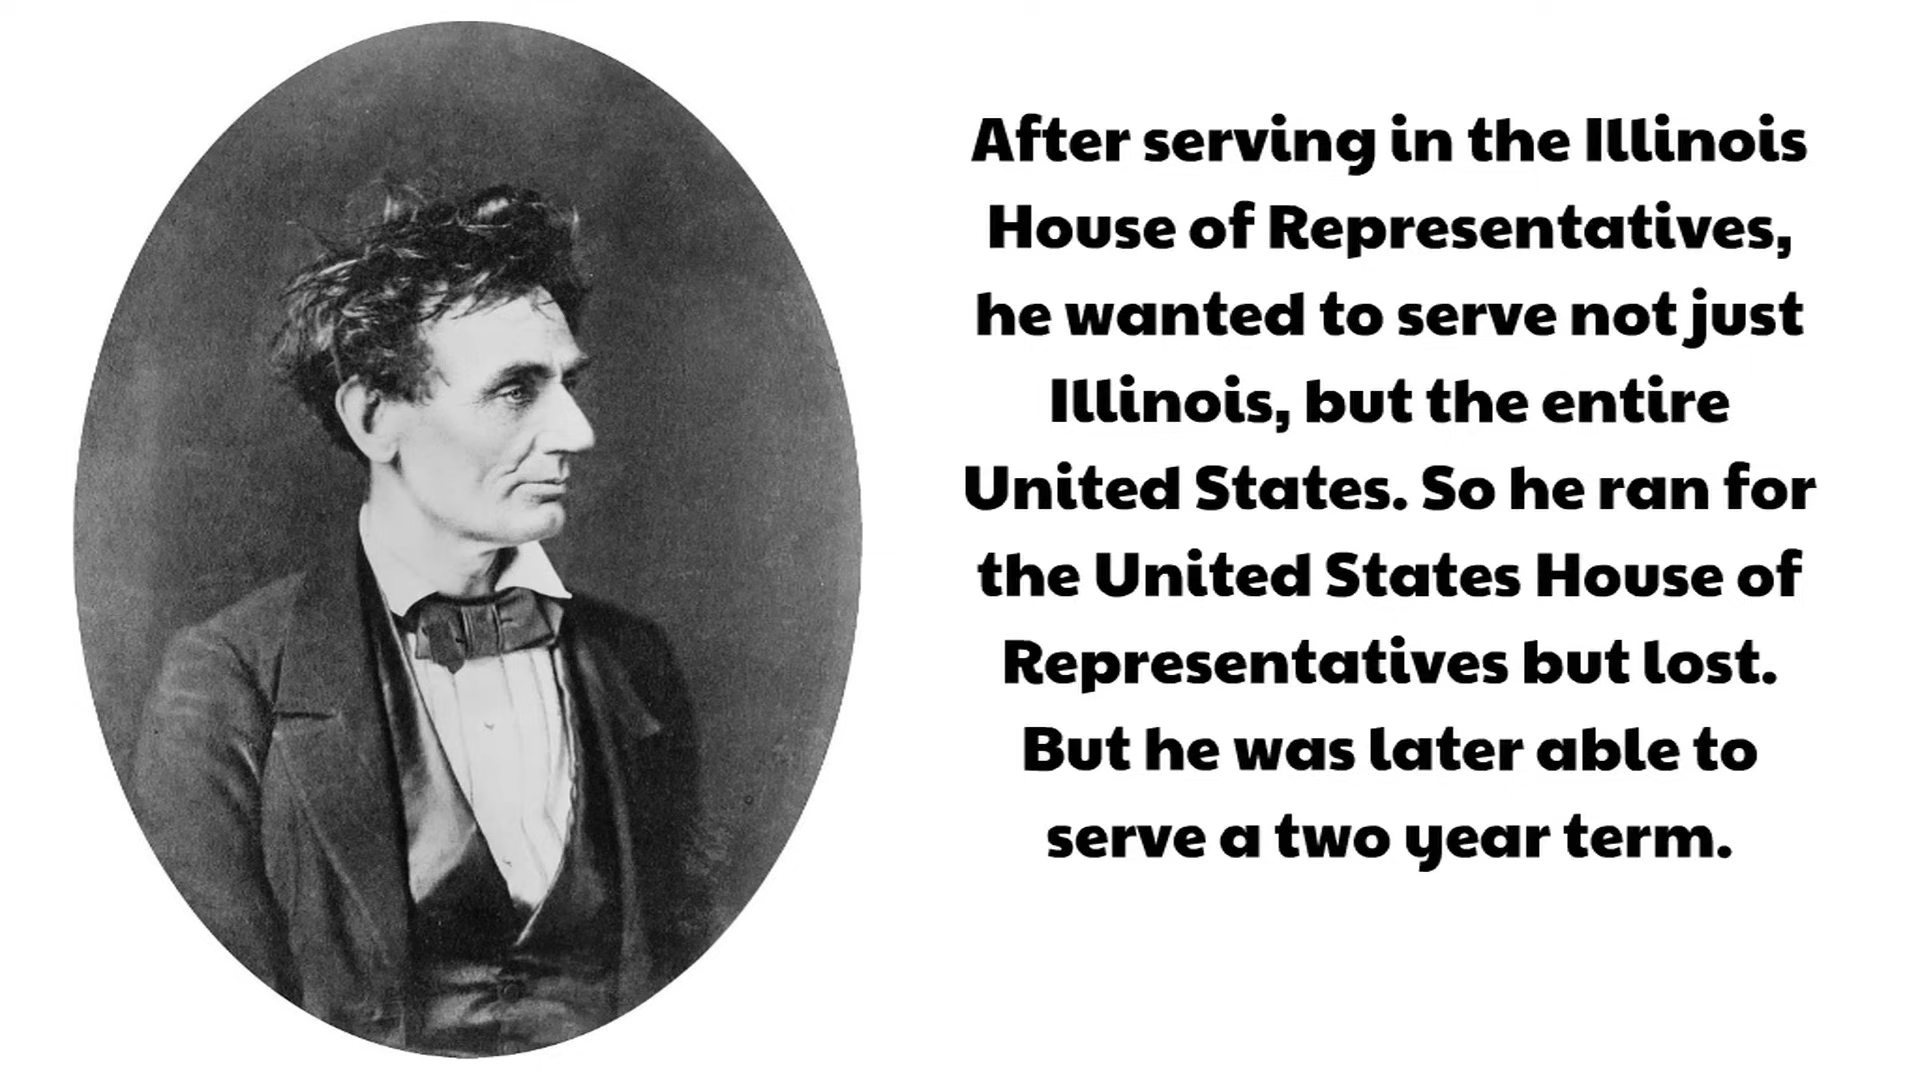 After serving in the Illinois
House of Representatives,
he wanted to serve not just
Illinois, but the entire
United States. So he ran for
the United States House of
Representatives but lost.
But he was later able to
serve a two year term.